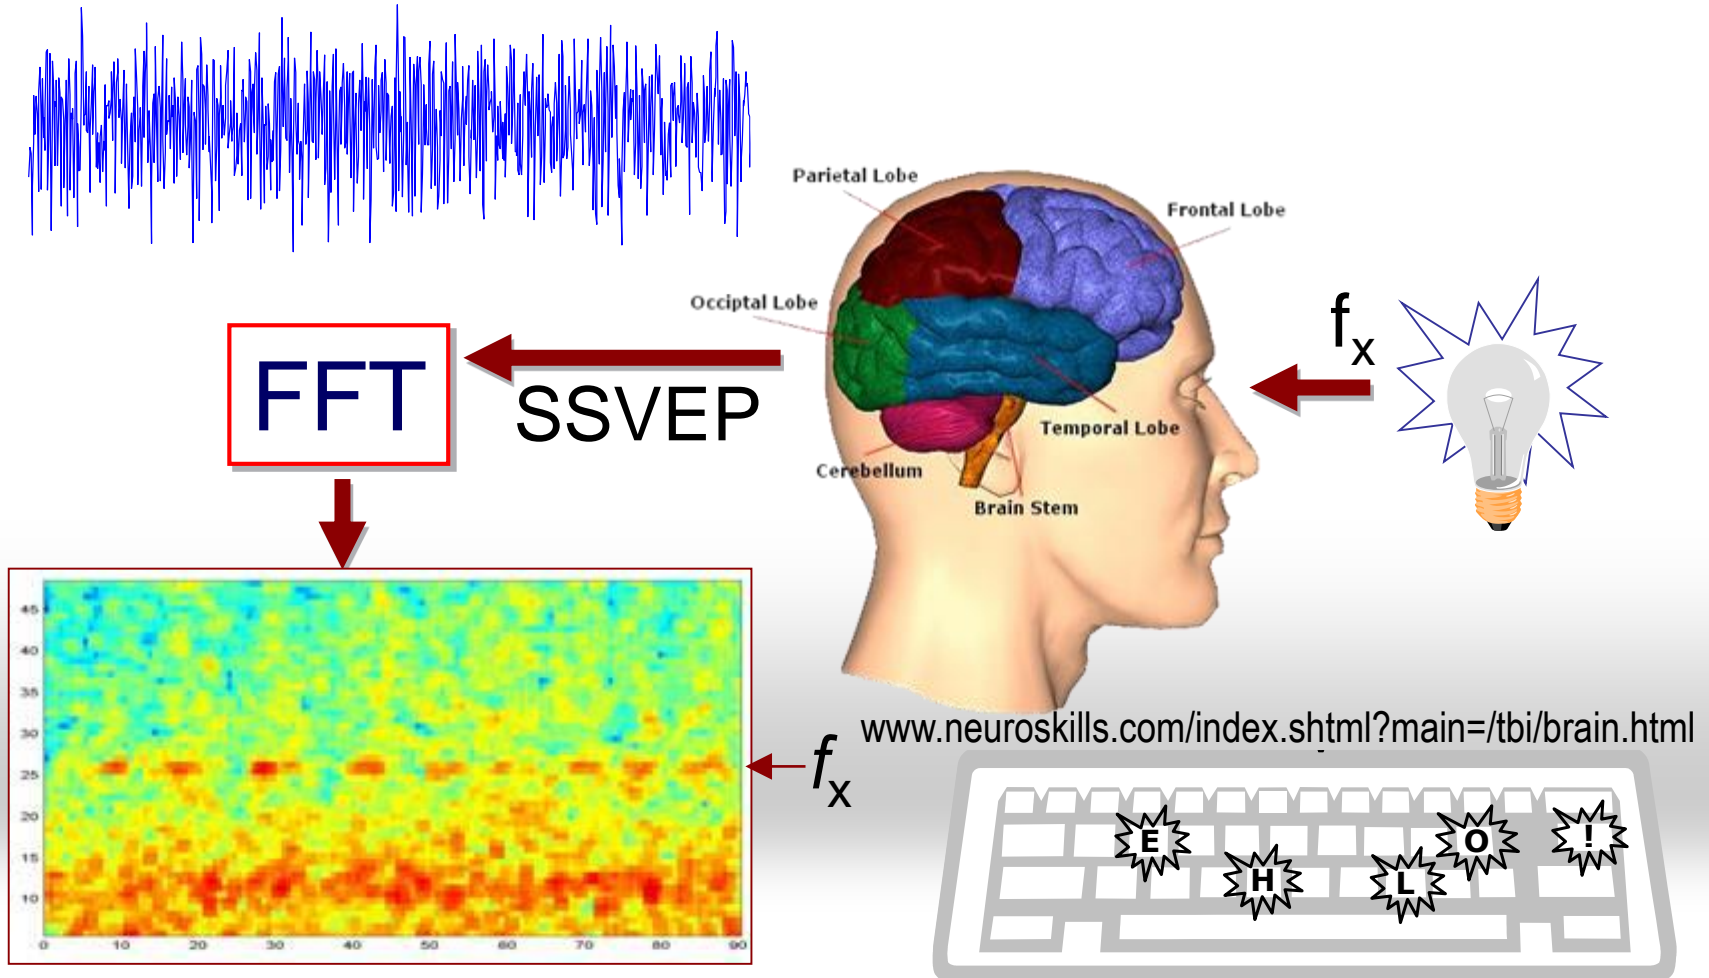 Parietal Lobe
Frontal Lobe
Occiptal Lobe
fx
FFT
SSVEP
Temporal Lobe
Cerebellum
Brain Stem
45
40
35
30
25
20
15
10
0 10 20 30 40 50 60 70 80 90
fx
www.neuroskills.com/index.shtml?main=/tbi/brain.html
E O !
H L